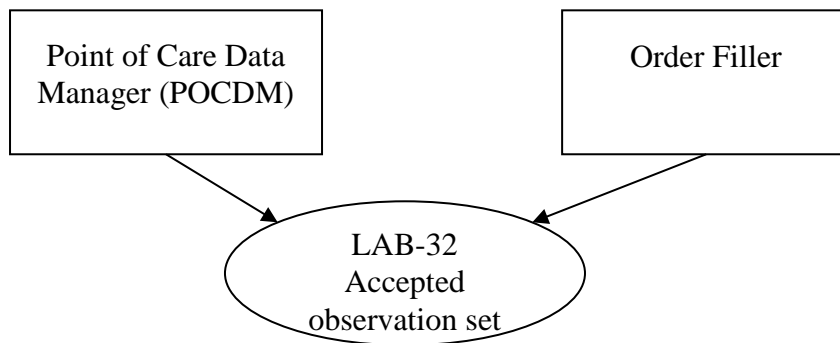 Point of Care Data
Manager (POCDM)
Order Filler
LAB-32
Accepted
observation set